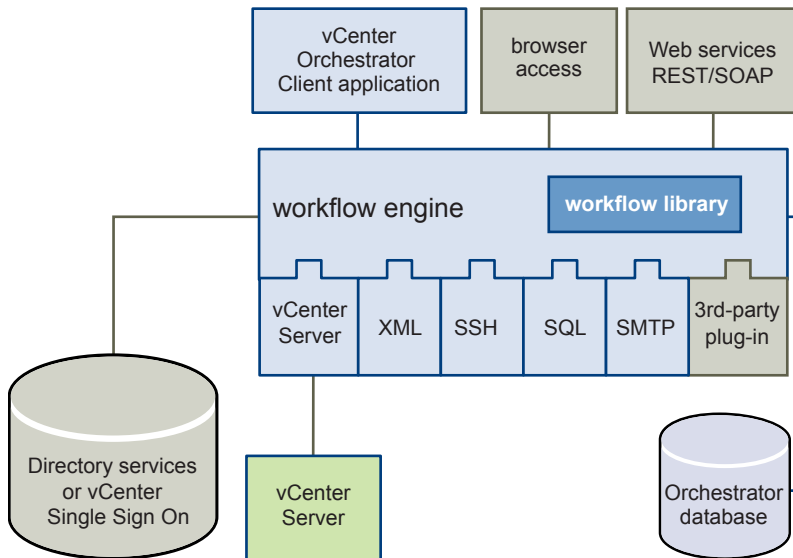 vCenter
Orchestrator
Client application
browser
access
Web services
REST/SOAP
workflow engine
workflow library
vCenter
Server
XML
SSH
SQL
SMTP
3rd-party
plug-in
Directory services
or vCenter
Single Sign On
vCenter
Server
Orchestrator
database